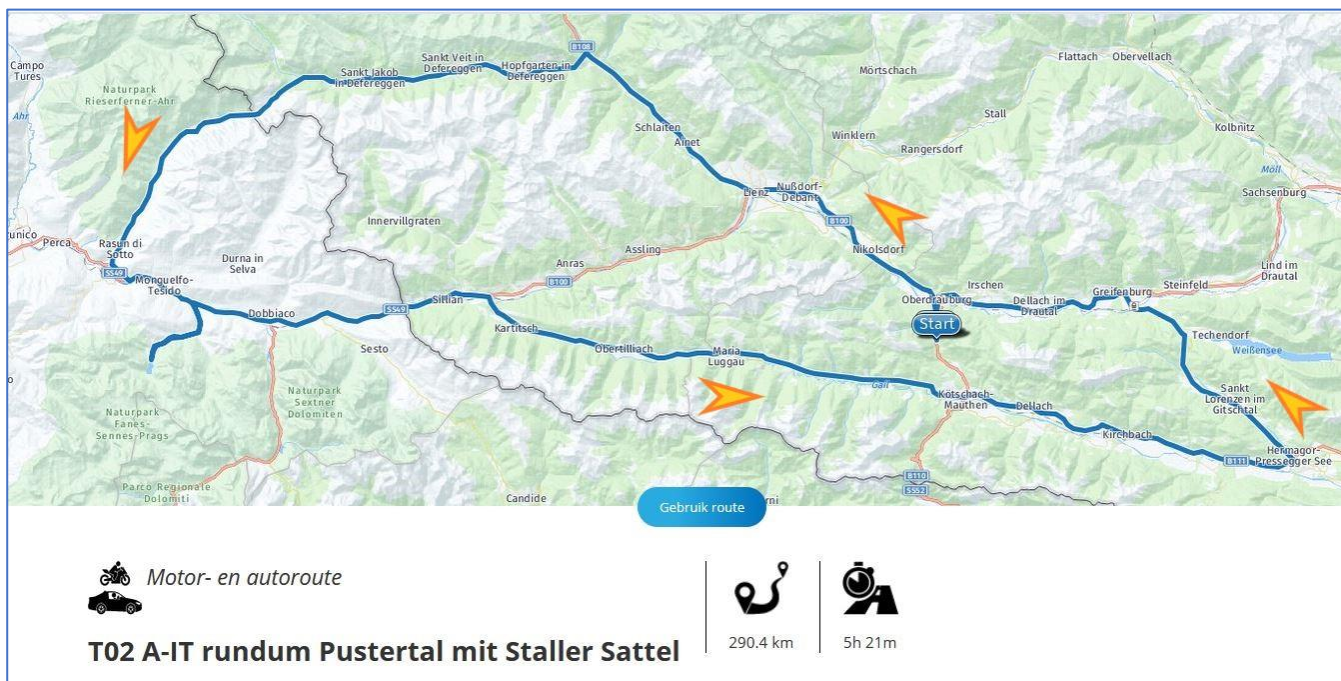 B108
Campo
Tures
Sankt Veit in
Defereggen
Hopfgarten in
Defereggen
Sankt Jakob
in Defereggen
Flattach
Obervellach
Mörtschach
Naturpark
Rieserferner-Ahr
Ahr
Stall
Kolbnitz
Schlaiten
Winklern
Ainet
Rangersdorf
Möll
Lienz
Nußdorf-
Debant
Sachsenburg
Innervillgraten
B100
Perca
Rasun di
Sotto
Assling
Nikolsdorf
Durna in
Selva
Anras
Lind im
Drautal
SS49
Monguelfo-
Tesido
B100
Irschen
Greifenburg
Steinfeld
Sillian
Oberdrauburg
Dellach im
Drautal
Dobbiaco
SS49
Start
Kartitsch
Techendorf
Sesto
Obertilliach
Maria
Luggau
Weißensee
Gail
Naturpark
Sextner
Dolomiten
Kötschach-
Mauthen
Dellach
Sankt
Lorenzen im
Gitschtal
Naturpark
Fanes-
Sennes-Prags
Kirchbach
Hermagor-
Pressegger See
B111
B110
SS52
Parco Regionale
Dolomiti
Candide
Gebruik route
Motor- en autoroute
T02 A-IT rundum Pustertal mit Staller Sattel
290.4 km
5h 21m